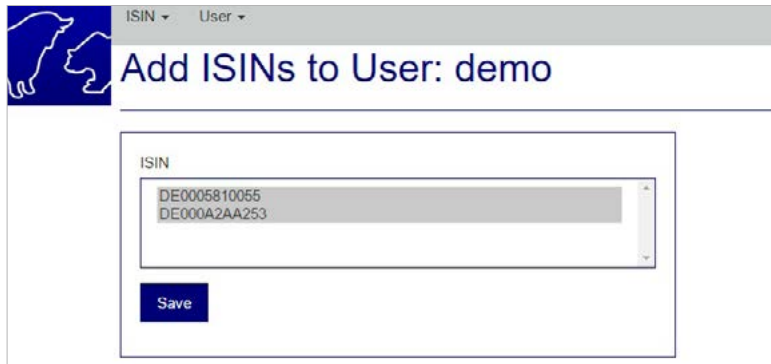 ISIN User
Add ISINs to User: demo
ISIN
DE0005810055
DE000A2AA253
Save